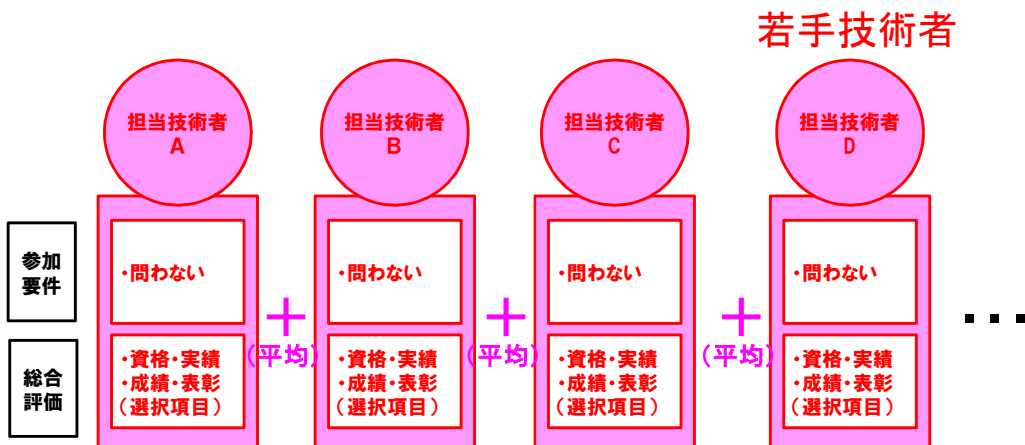 若手技術者
担当技術者
A
担当技術者
B
担当技術者
C
担当技術者
D
参加
要件
・問わない
・問わない
・問わない
・問わない
＋
(平均)
＋
(平均)
＋
(平均)
・・・
総合
評価
・資格・実績
・成績・表彰
(選択項目)
・資格・実績
・成績・表彰
(選択項目)
・資格・実績
・成績・表彰
(選択項目)
・資格・実績
・成績・表彰
(選択項目)